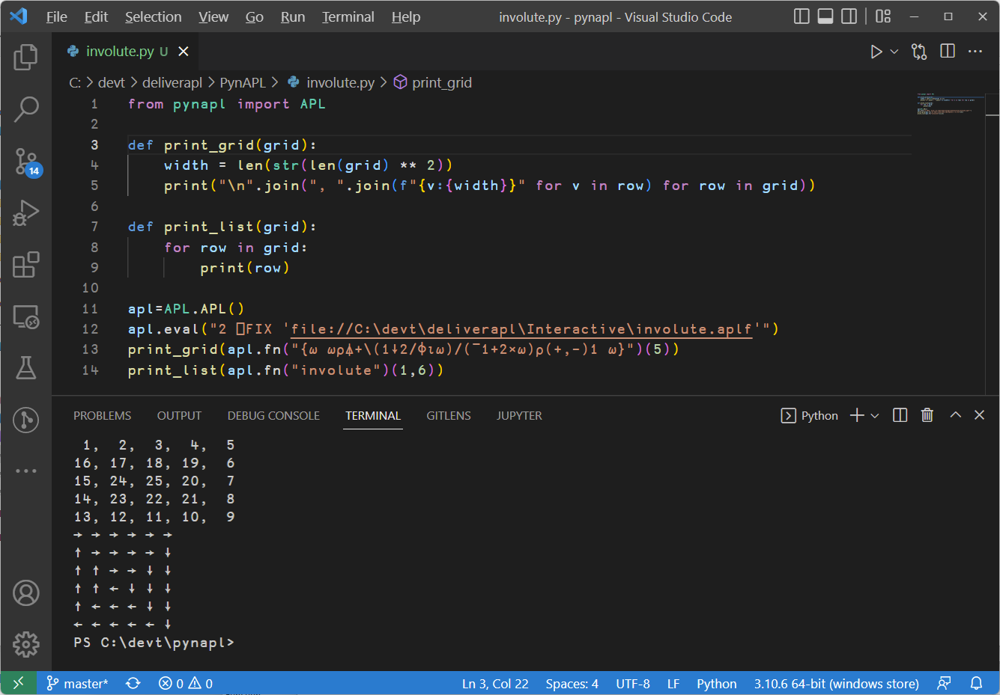 File Edit Selection View Go Run Terminal Help involute.py - pynapl - Visual Studio Code
involute.py U
C: > devt > deliverapl > PynAPL > involute.py > print_grid
1 from pynapl import APL
2
3 def print_grid(grid):
4 width = len(str(len(grid) ** 2))
5 print("\n".join(", ".join(f"{v:{width}}" for v in row) for row in grid))
6
7 def print_list(grid):
8 for row in grid:
9 print(row)
10
11 apl=APL.APL()
12 apl.eval("2 ⎕FIX 'file://C:\devt\deliverapl\Interactive\involute.aplf'")
13 print_grid(apl.fn("{⍵ ⍵⍴⍋+\(1↓2/⌽⍳⍵)/(¯1+2×⍵)⍴(+,-)1 ⍵}")(5))
14 print_list(apl.fn("involute")(1,6))
14
PROBLEMS OUTPUT DEBUG CONSOLE TERMINAL GITLENS JUPYTER Python
1, 2, 3, 4, 5
16, 17, 18, 19, 6
15, 24, 25, 20, 7
14, 23, 22, 21, 8
13, 12, 11, 10, 9
→ → → → → →
↑ → → → → ↓
↑ ↑ → → ↓ ↓
↑ ↑ ← ↓ ↓ ↓
↑ ← ← ← ↓ ↓
← ← ← ← ← ↓
PS C:\devt\pynapl>
master* 0 0 Ln 3, Col 22 Spaces: 4 UTF-8 LF Python 3.10.6 64-bit (windows store)